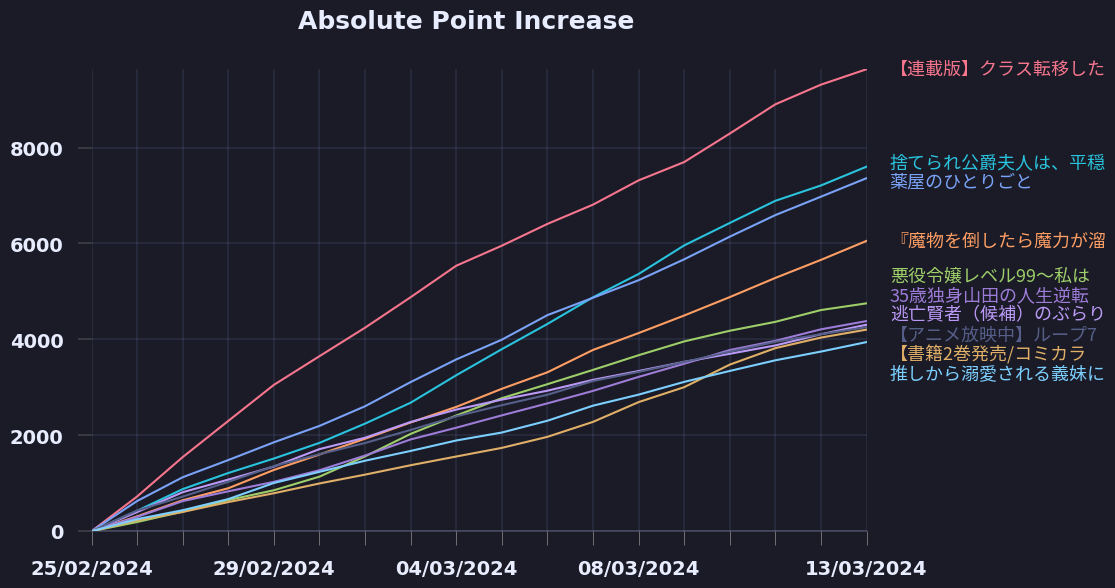 Absolute Point Increase
【連載版】クラス転移した
8000
捨てられ公爵夫人は、平穏
薬屋のひとりごと
6000
『魔物を倒したら魔力が溜
悪役令嬢レベル99～私は
35歳独身山田の人生逆転
逃亡賢者（候補）のぶらり
4000
【アニメ放映中】ループ7
【書籍2巻発売/コミカラ
推しから溺愛される義妹に
2000
0
25/02/2024 29/02/2024 04/03/2024 08/03/2024 13/03/2024